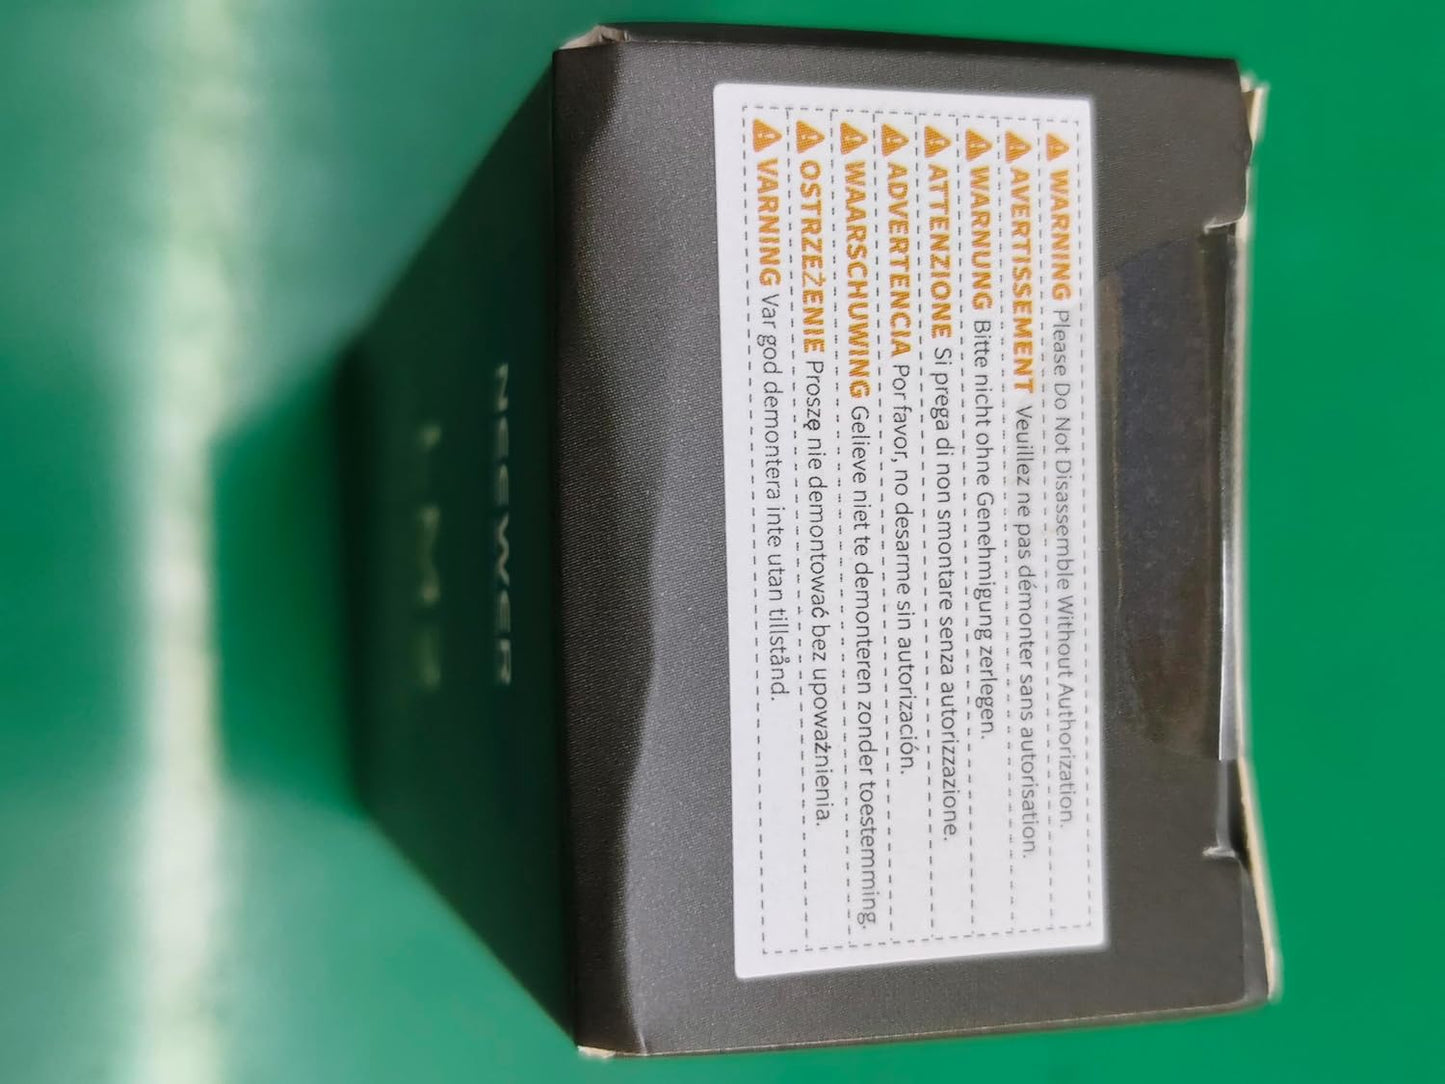 WARNING Please Do Not Disassemble Without Authorization.
AVERTISSEMENT Veuillez ne pas démonter sans autorisation.
WARNUNG Bitte nicht ohne Genehmigung zerlegen.
ATTENZIONE Si prega di non smontare senza autorizzazione.
ADVERTENCIA Por favor, no desarme sin autorización.
WAARSCHUWING Gelieve niet te demonteren zonder toestemming.
OSTRZEŻENIE Proszę nie demontować bez upoważnienia.
VARNING Var god demontera inte utan tillstånd.
NEEWER